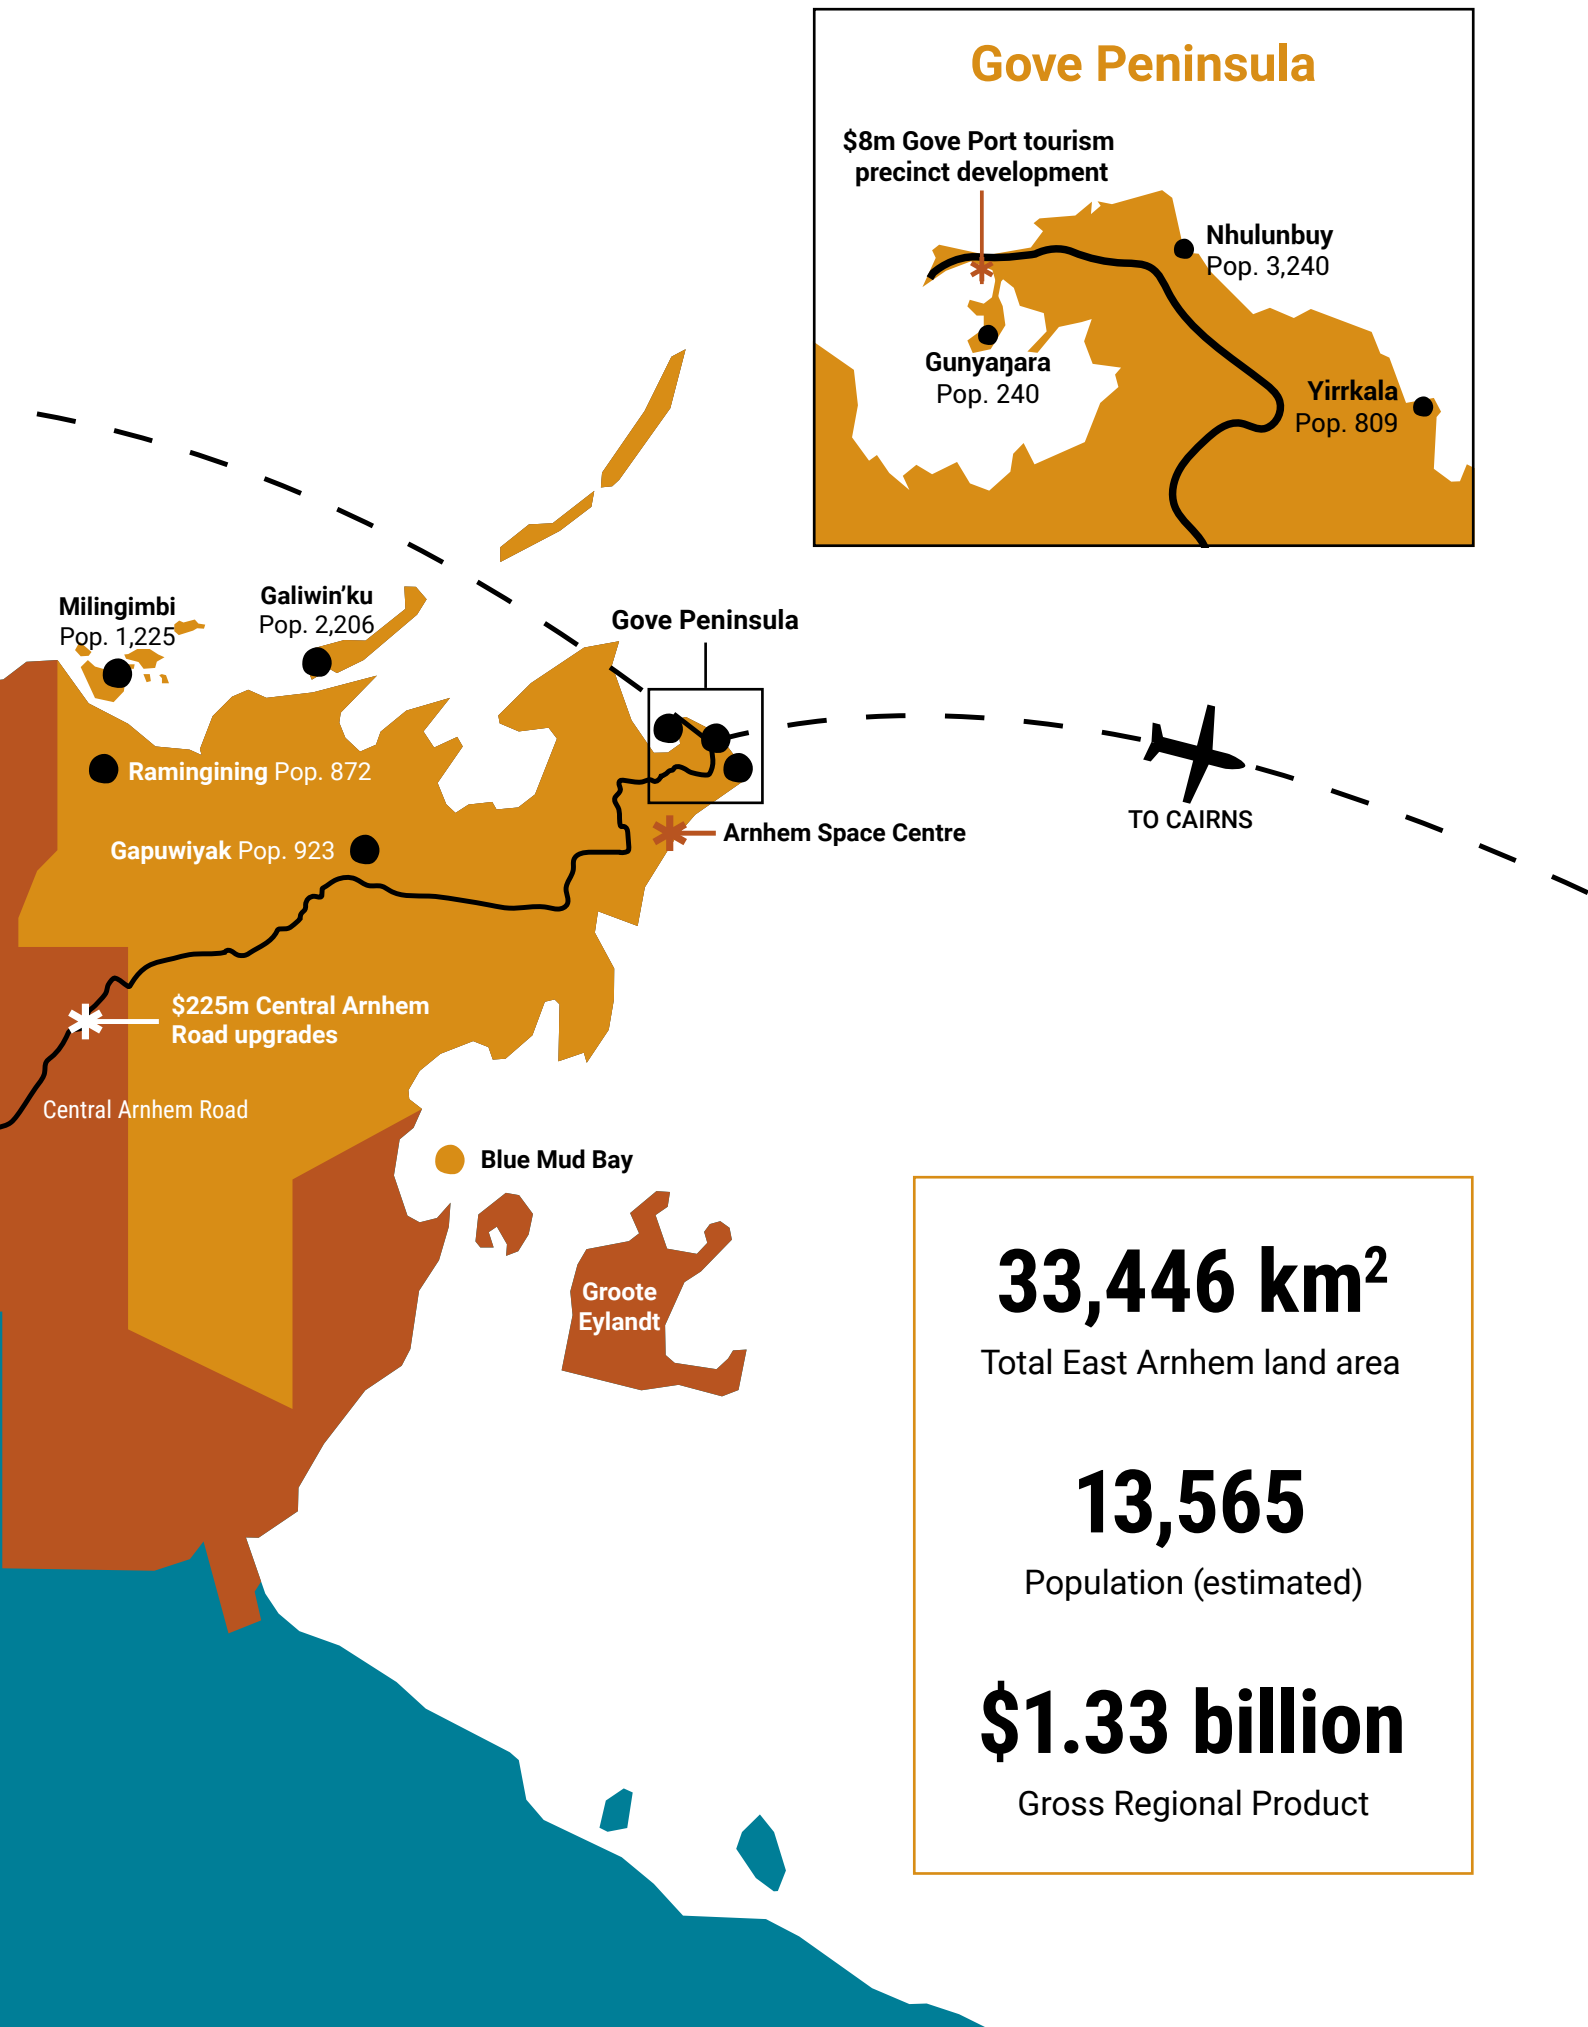 Gove Peninsula
$8m Gove Port tourism
precinct development
Nhulunbuy
Pop. 3,240
Gunyaŋara
Pop. 240
Yirrkala
Pop. 809
Milingimbi
Pop. 1,225
Galiwin’ku
Pop. 2,206
Gove Peninsula
Ramingining Pop. 872
Gapuwiyak Pop. 923
Arnhem Space Centre
TO CAIRNS
$225m Central Arnhem
Road upgrades
Central Arnhem Road
Blue Mud Bay
Groote
Eylandt
33,446 km²
Total East Arnhem land area
13,565
Population (estimated)
$1.33 billion
Gross Regional Product